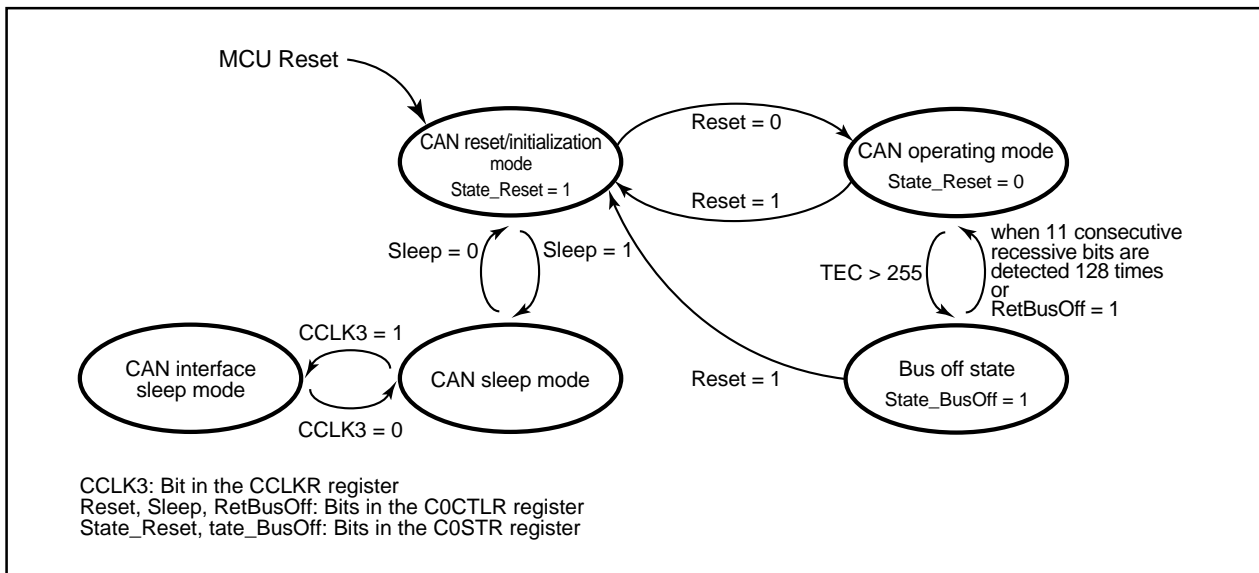 MCU Reset
CAN reset/initialization
mode
State_Reset = 1
Reset = 0
Reset = 1
CAN operating mode
State_Reset = 0
Sleep = 0
Sleep = 1
TEC > 255
when 11 consecutive
recessive bits are
detected 128 times
or
RetBusOff = 1
CAN interface
sleep mode
CCLK3 = 1
CCLK3 = 0
CAN sleep mode
Reset = 1
Bus off state
State_BusOff = 1
CCLK3: Bit in the CCLKR register
Reset, Sleep, RetBusOff: Bits in the C0CTLR register
State_Reset, tate_BusOff: Bits in the C0STR register